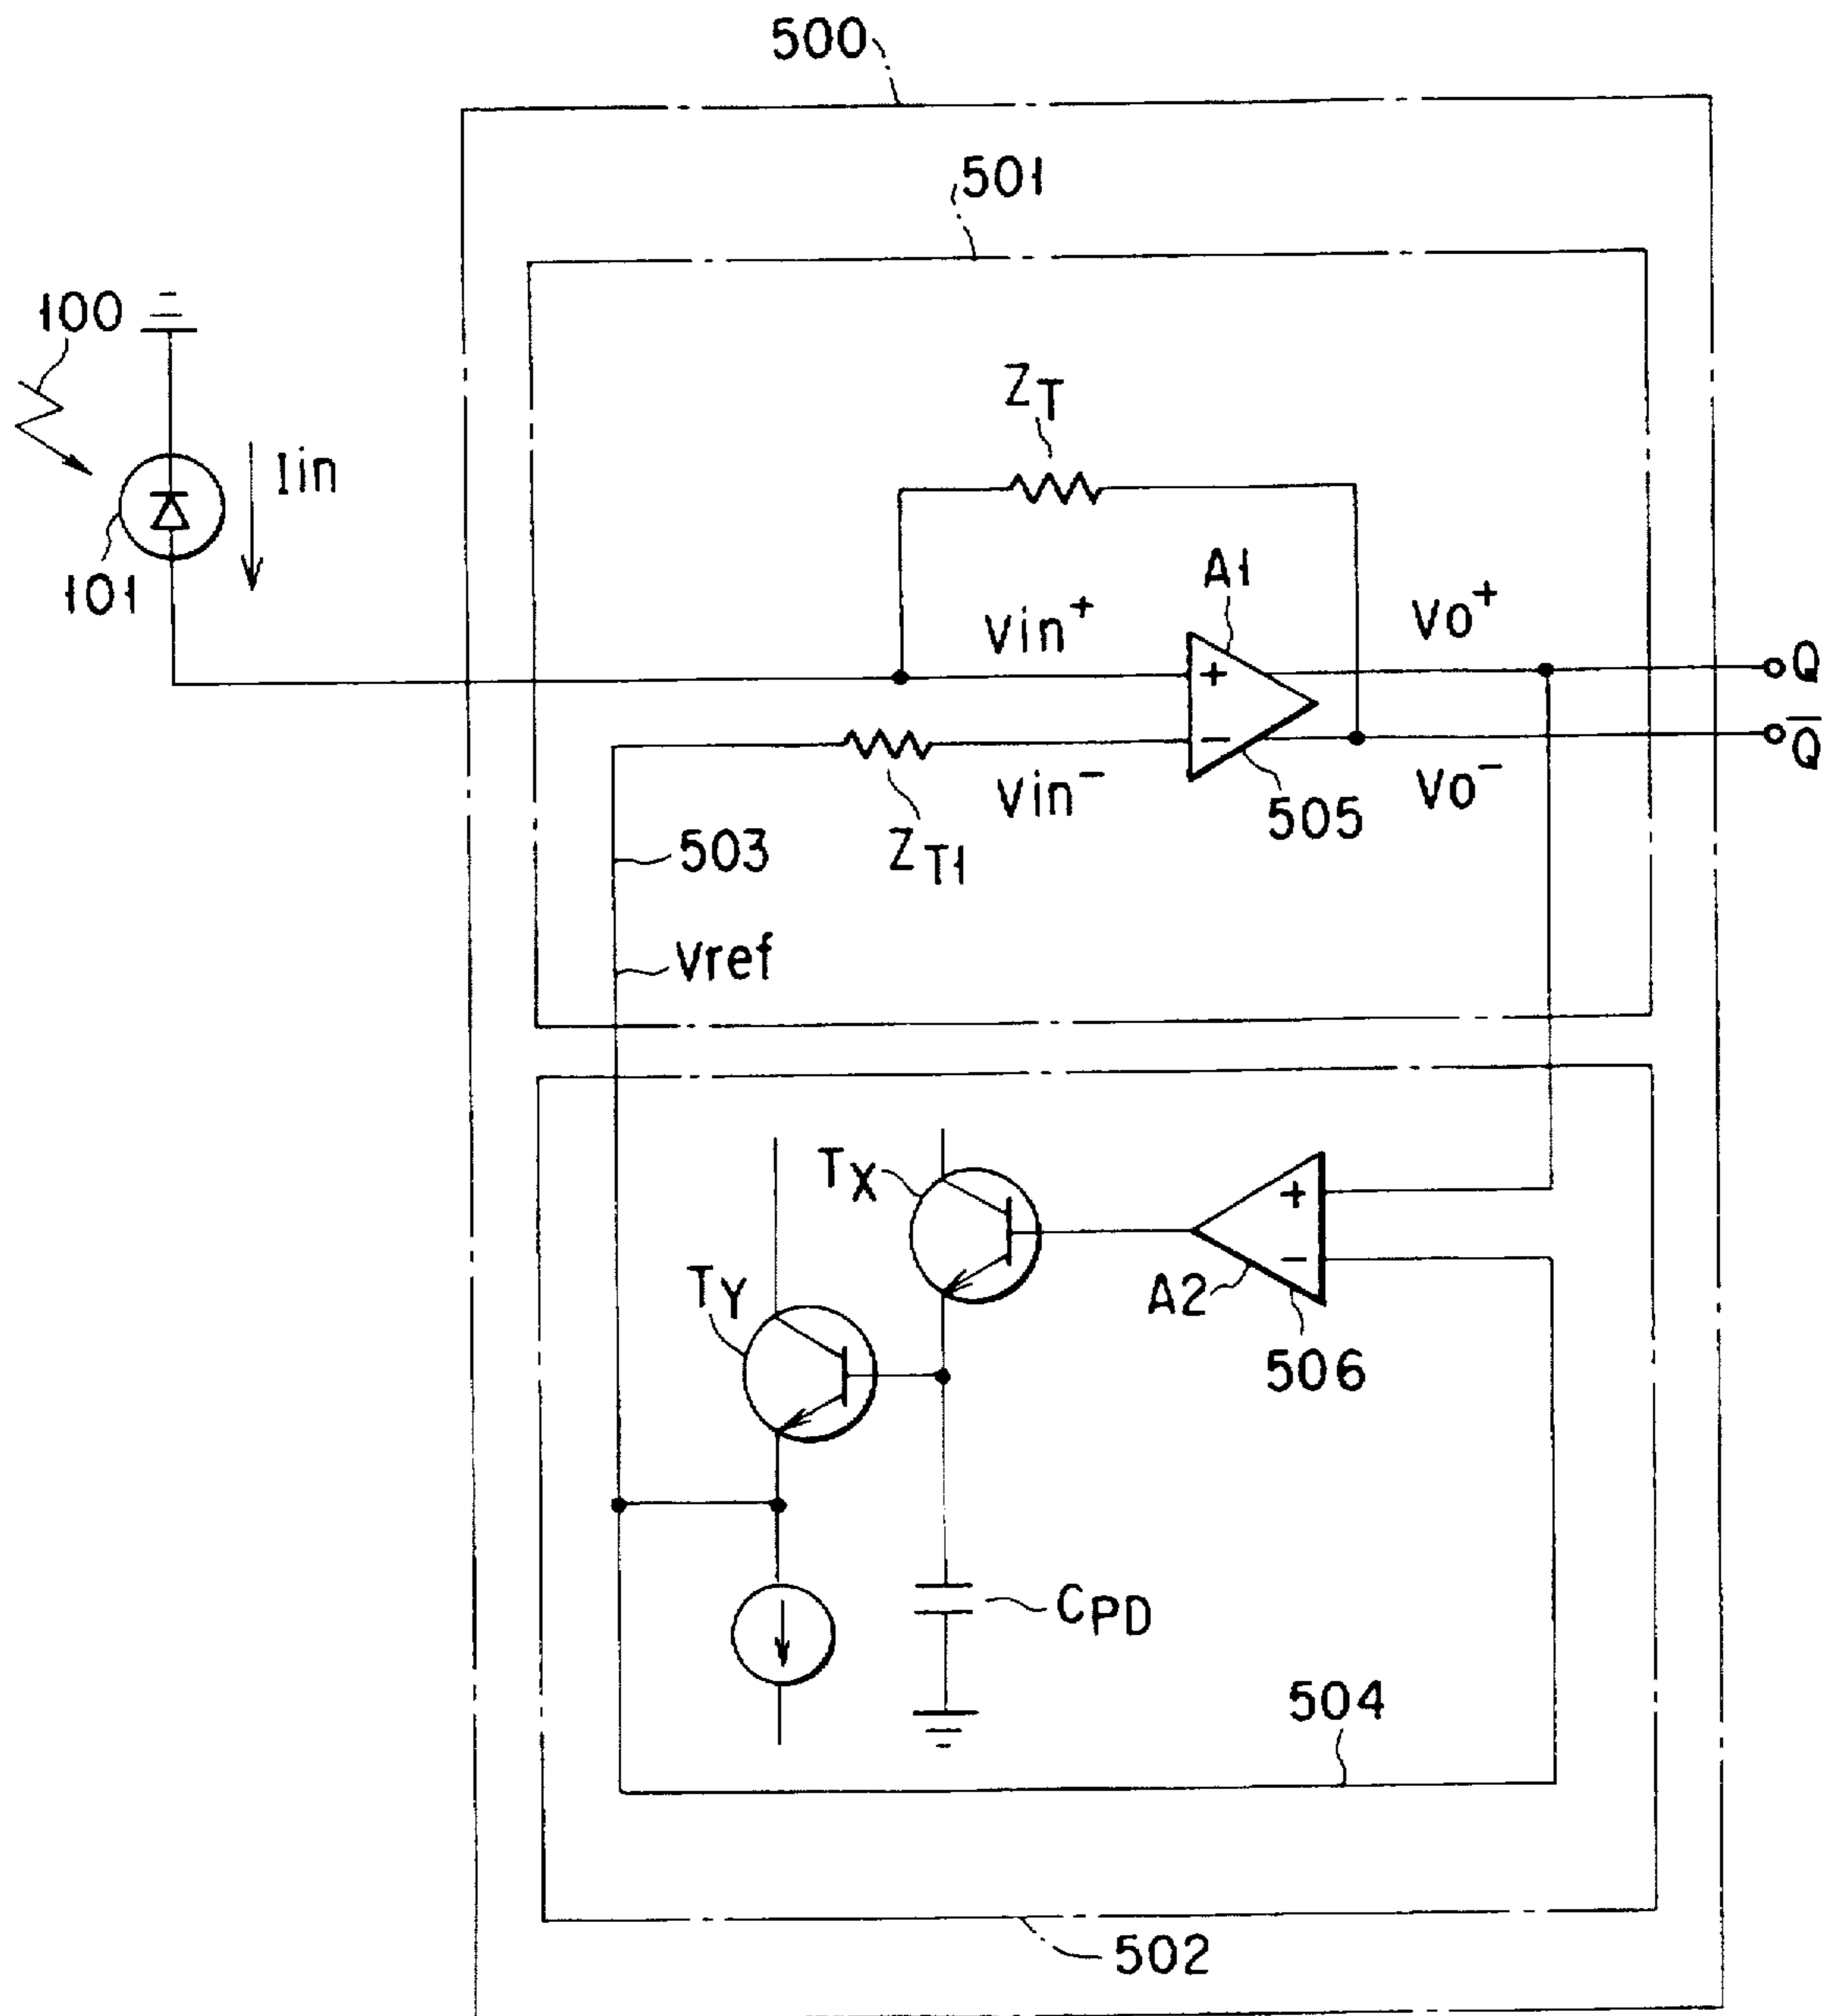 500
501
100
ZT
Iin
A1
101
Vin+
Vo+
+
Q
−
Q̅
Vin−
Vo−
505
503
ZT1
Vref
TX
+
−
TY
A2
506
CPD
504
502